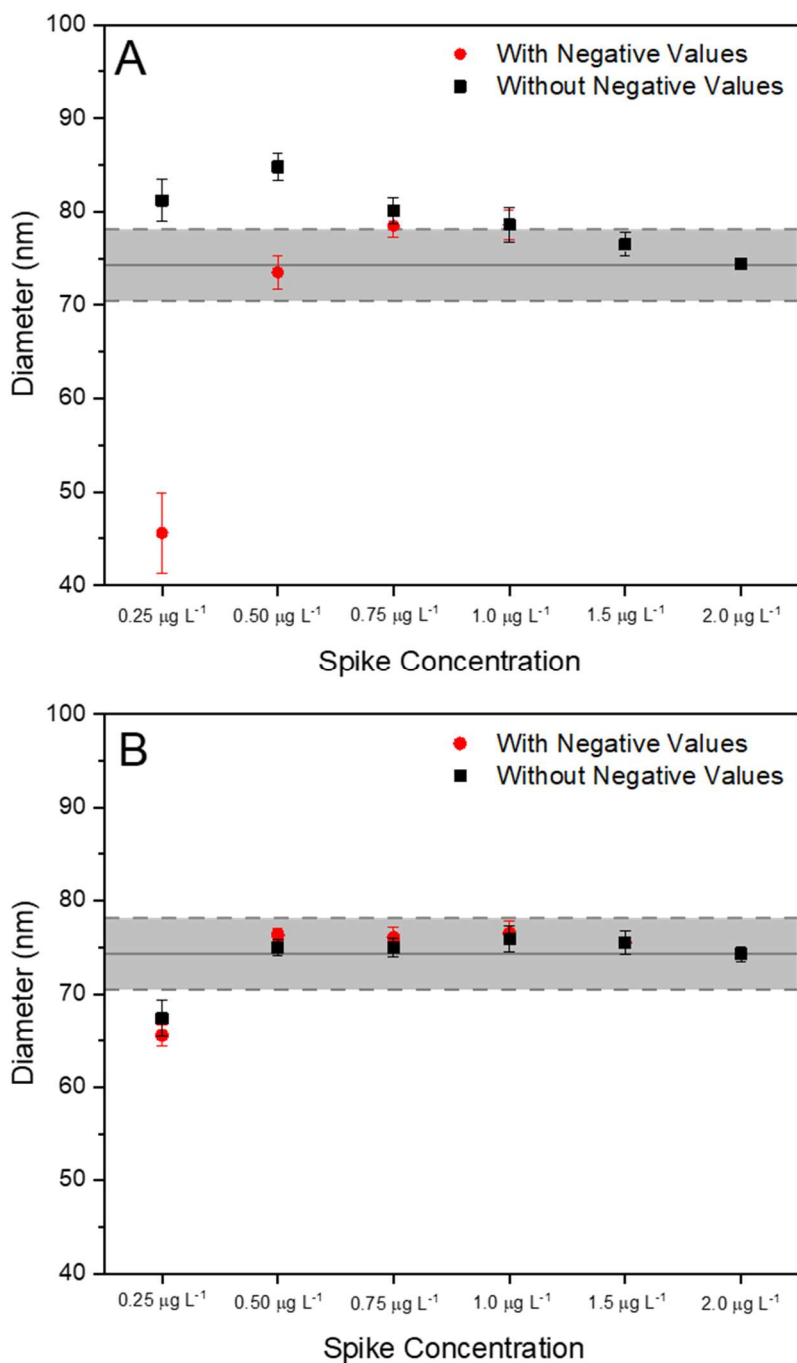 A
With Negative Values
Without Negative Values
100
90
80
70
60
50
40
Diameter (nm)
0.25 μg L⁻¹ 0.50 μg L⁻¹ 0.75 μg L⁻¹ 1.0 μg L⁻¹ 1.5 μg L⁻¹ 2.0 μg L⁻¹
Spike Concentration
B
With Negative Values
Without Negative Values
100
90
80
70
60
50
40
Diameter (nm)
0.25 μg L⁻¹ 0.50 μg L⁻¹ 0.75 μg L⁻¹ 1.0 μg L⁻¹ 1.5 μg L⁻¹ 2.0 μg L⁻¹
Spike Concentration